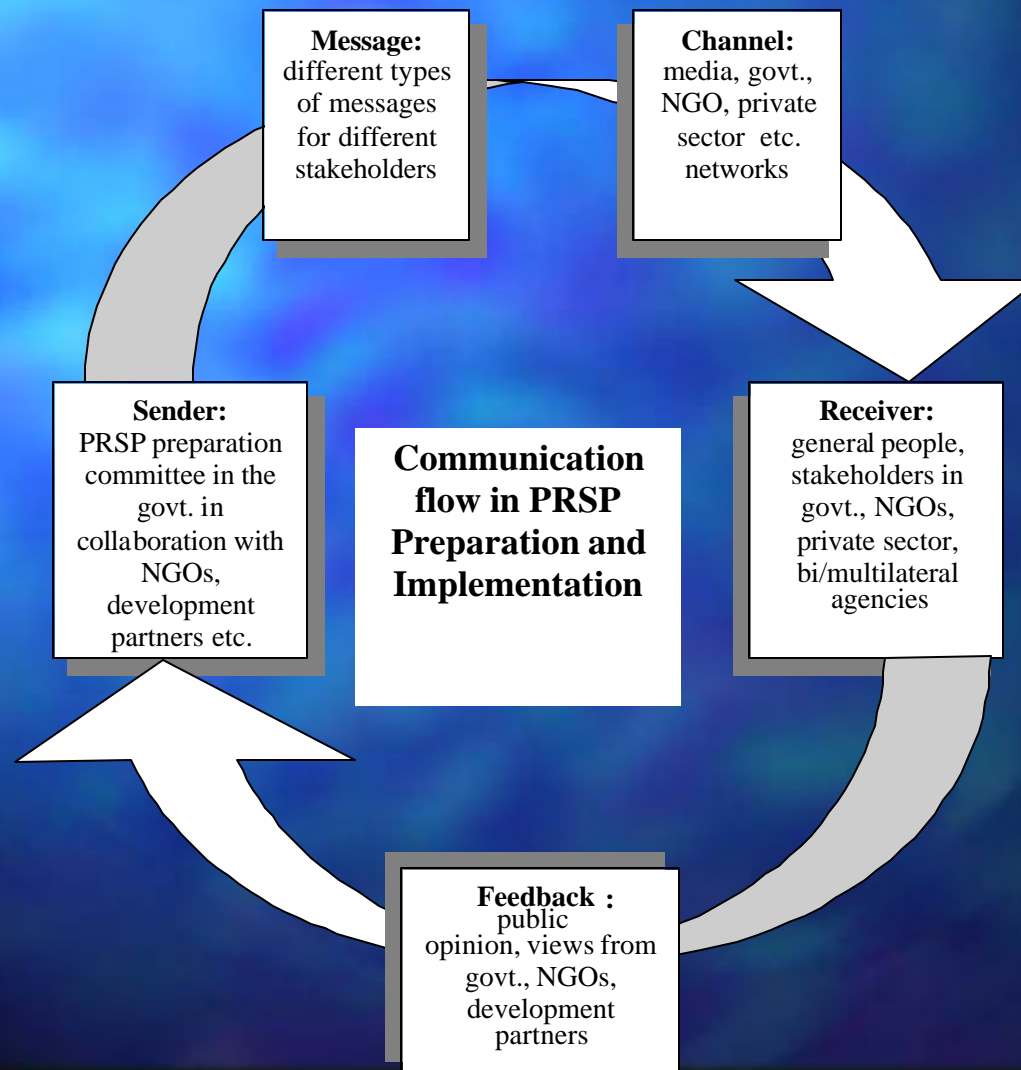 Message:
different types
of messages
for different
stakeholders
Channel:
media, govt.,
NGO, private
sector etc.
networks
Sender:
PRSP preparation
committee in the
govt. in
collaboration with
NGOs,
development
partners etc.
Communication
flow in PRSP
Preparation and
Implementation
Receiver:
general people,
stakeholders in
govt., NGOs,
private sector,
bi/multilateral
agencies
Feedback :
public
opinion, views from
govt., NGOs,
development
partners